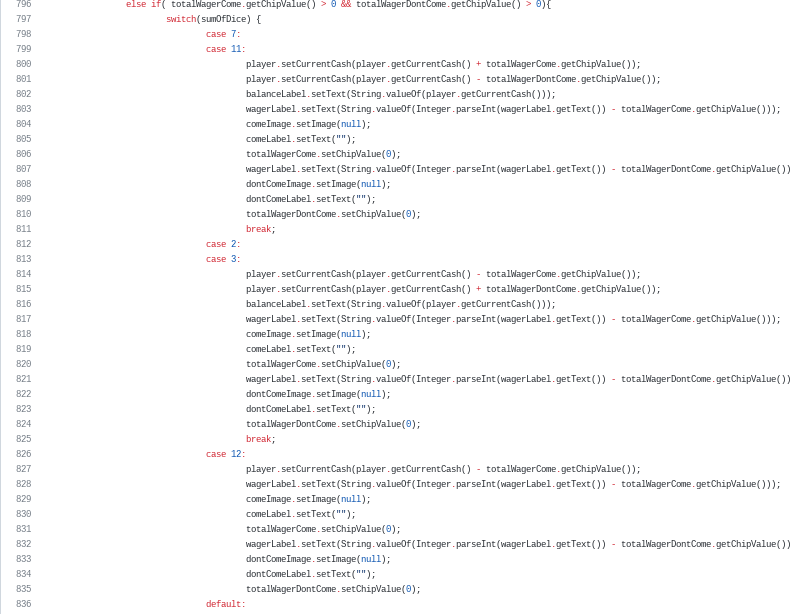 796 else if( totalWagerCome.getChipValue() > 0 && totalWagerDontCome.getChipValue() > 0){
797 switch(sumOfDice) {
798 case 7:
799 case 11:
800 player.setCurrentCash(player.getCurrentCash() + totalWagerCome.getChipValue());
801 player.setCurrentCash(player.getCurrentCash() - totalWagerDontCome.getChipValue());
802 balanceLabel.setText(String.valueOf(player.getCurrentCash()));
803 wagerLabel.setText(String.valueOf(Integer.parseInt(wagerLabel.getText()) - totalWagerCome.getChipValue()));
804 comeImage.setImage(null);
805 comeLabel.setText("");
806 totalWagerCome.setChipValue(0);
807 wagerLabel.setText(String.valueOf(Integer.parseInt(wagerLabel.getText()) - totalWagerDontCome.getChipValue())
808 dontComeImage.setImage(null);
809 dontComeLabel.setText("");
810 totalWagerDontCome.setChipValue(0);
811 break;
812 case 2:
813 case 3:
814 player.setCurrentCash(player.getCurrentCash() - totalWagerCome.getChipValue());
815 player.setCurrentCash(player.getCurrentCash() + totalWagerDontCome.getChipValue());
816 balanceLabel.setText(String.valueOf(player.getCurrentCash()));
817 wagerLabel.setText(String.valueOf(Integer.parseInt(wagerLabel.getText()) - totalWagerCome.getChipValue()));
818 comeImage.setImage(null);
819 comeLabel.setText("");
820 totalWagerCome.setChipValue(0);
821 wagerLabel.setText(String.valueOf(Integer.parseInt(wagerLabel.getText()) - totalWagerDontCome.getChipValue())
822 dontComeImage.setImage(null);
823 dontComeLabel.setText("");
824 totalWagerDontCome.setChipValue(0);
825 break;
826 case 12:
827 player.setCurrentCash(player.getCurrentCash() - totalWagerCome.getChipValue());
828 wagerLabel.setText(String.valueOf(Integer.parseInt(wagerLabel.getText()) - totalWagerCome.getChipValue()));
829 comeImage.setImage(null);
830 comeLabel.setText("");
831 totalWagerCome.setChipValue(0);
832 wagerLabel.setText(String.valueOf(Integer.parseInt(wagerLabel.getText()) - totalWagerDontCome.getChipValue())
833 dontComeImage.setImage(null);
834 dontComeLabel.setText("");
835 totalWagerDontCome.setChipValue(0);
836 default: